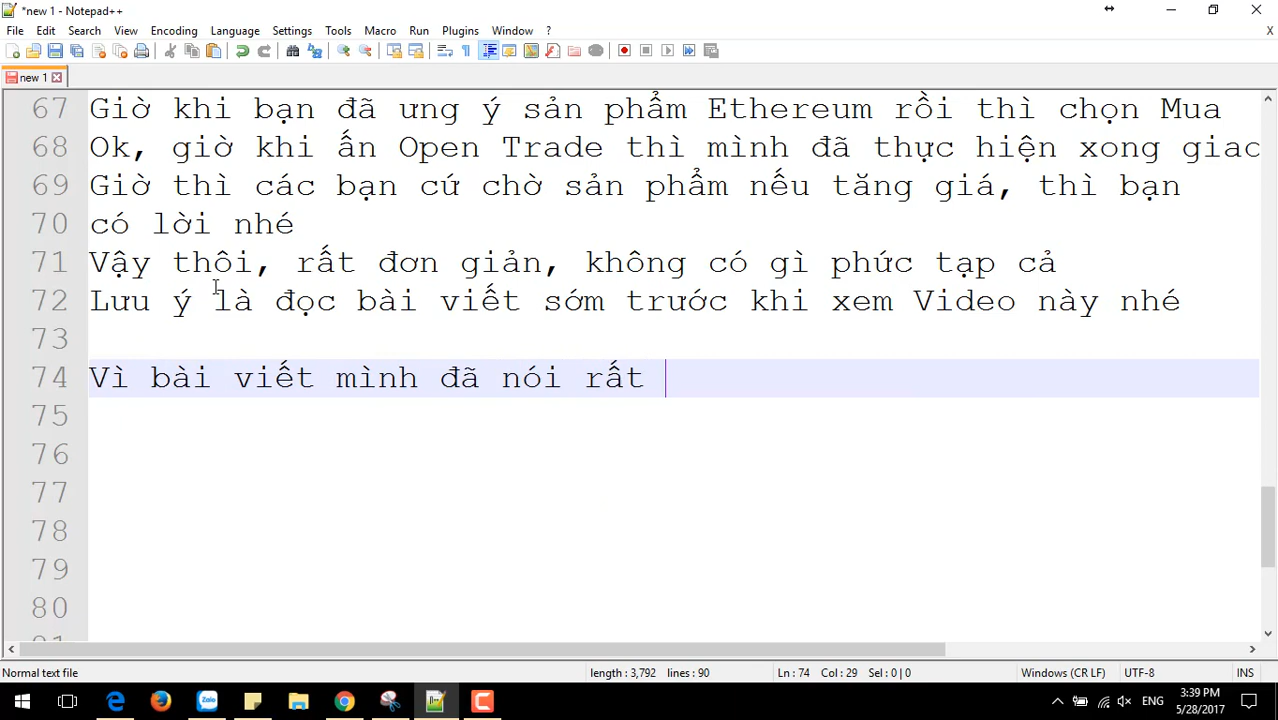 *new 1 - Notepad++
File Edit Search View Encoding Language Settings Tools Macro Run Plugins Window ? X
new 1
67 Giờ khi bạn đã ưng ý sản phẩm Ethereum rồi thì chọn Mua
68 Ok, giờ khi ấn Open Trade thì mình đã thực hiện xong giao
69 Giờ thì các bạn cứ chờ sản phẩm nếu tăng giá, thì bạn
70 có lời nhé
71 Vậy thôi, rất đơn giản, không có gì phức tạp cả
72 Lưu ý là đọc bài viết sớm trước khi xem Video này nhé
73
74 Vì bài viết mình đã nói rất
75
76
77
78
79
80
Normal text file length : 3,792 lines : 90 Ln : 74 Col : 29 Sel : 0 | 0 Windows (CR LF) UTF-8 INS
Zalo ENG 3:39 PM
5/28/2017